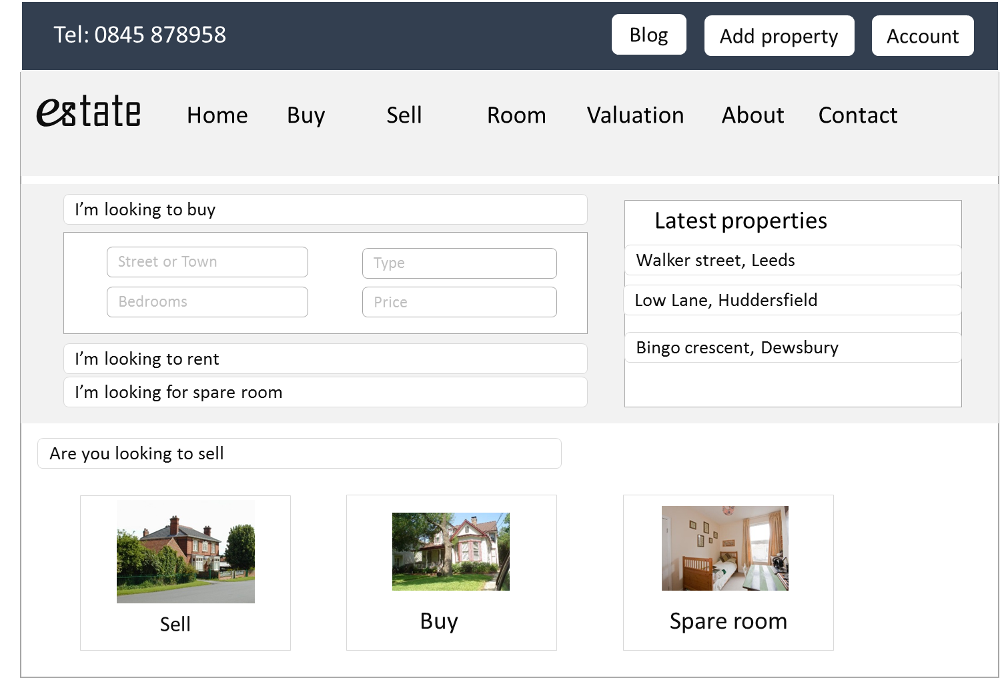 Tel: 0845 878958
Blog
Add property
Account
estate
Home
Buy
Sell
Room
Valuation
About
Contact
I’m looking to buy
Street or Town
Type
Bedrooms
Price
I’m looking to rent
I’m looking for spare room
Latest properties
Walker street, Leeds
Low Lane, Huddersfield
Bingo crescent, Dewsbury
Are you looking to sell
Sell
Buy
Spare room